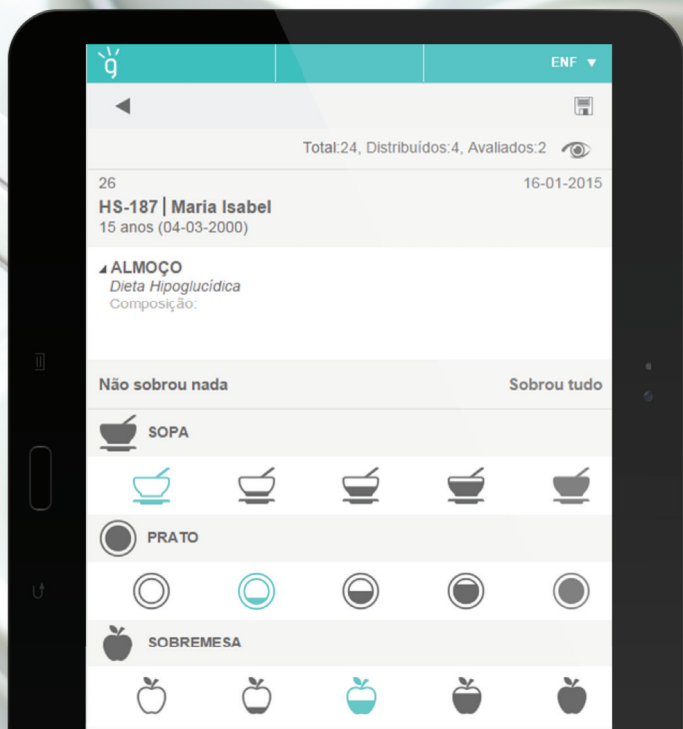 g
ENF
Total:24, Distribuídos:4, Avaliados:2
26
16-01-2015
HS-187 | Maria Isabel
15 anos (04-03-2000)
ALMOÇO
Dieta Hipoglucídica
Composição:
Não sobrou nada
Sobrou tudo
SOPA
PRATO
SOBREMESA